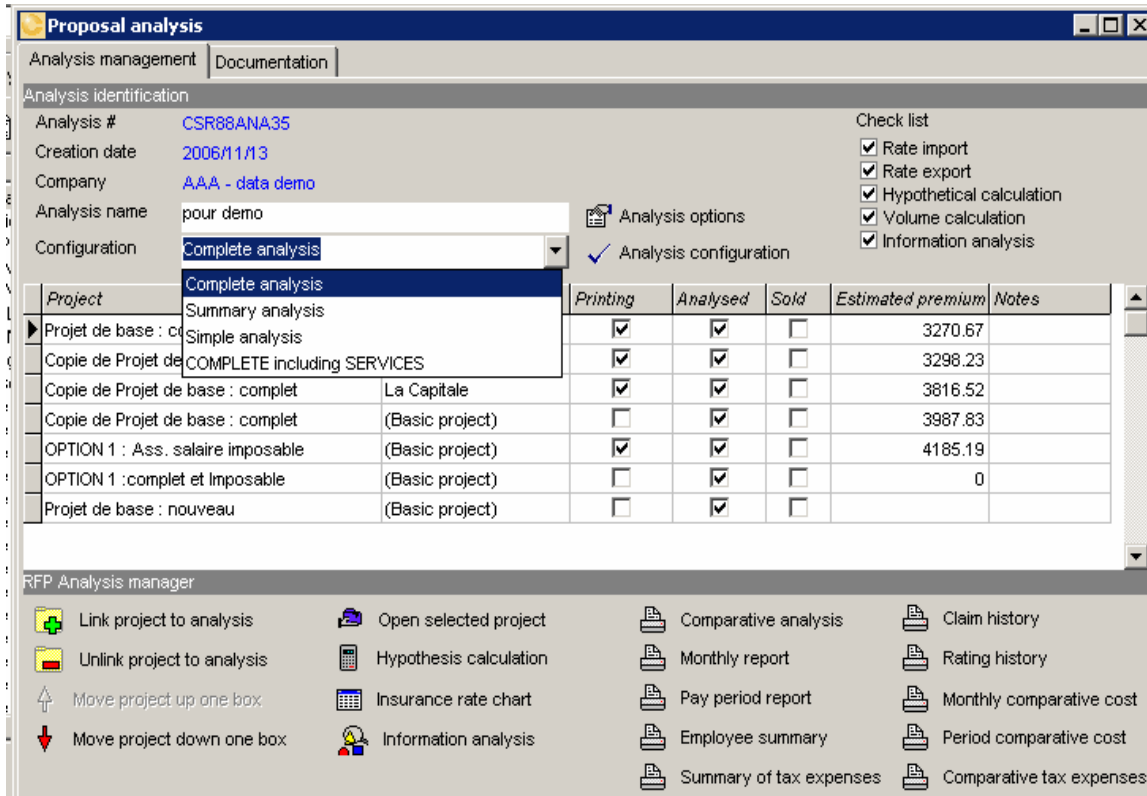 Proposal analysis
Analysis management Documentation
Analysis identification
Analysis # CSR88ANA35
Creation date 2006/11/13
Company AAA - data demo
Analysis name pour demo
Configuration Complete analysis
Analysis options
Analysis configuration
Check list
Rate import
Rate export
Hypothetical calculation
Volume calculation
Information analysis
Complete analysis
Summary analysis
Simple analysis
COMPLETE including SERVICES
Project Printing Analysed Sold Estimated premium Notes
Projet de base : 3270.67
Copie de Projet 3298.23
Copie de Projet de base : complet La Capitale 3816.52
Copie de Projet de base : complet (Basic project) 3987.83
OPTION 1 : Ass. salaire imposable (Basic project) 4185.19
OPTION 1 :complet et Imposable (Basic project) 0
Projet de base : nouveau (Basic project)
RFP Analysis manager
Link project to analysis Open selected project Comparative analysis Claim history
Unlink project to analysis Hypothesis calculation Monthly report Rating history
Move project up one box Insurance rate chart Pay period report Monthly comparative cost
Move project down one box Information analysis Employee summary Period comparative cost
Summary of tax expenses Comparative tax expenses